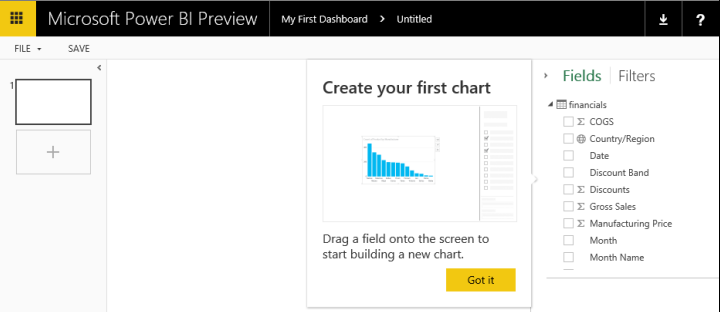 Microsoft Power BI Preview
My First Dashboard > Untitled
?
FILE
SAVE
1
Create your first chart
Drag a field onto the screen to
start building a new chart.
Got it
Fields | Filters
financials
Σ COGS
Country/Region
Date
Discount Band
Σ Discounts
Σ Gross Sales
Σ Manufacturing Price
Month
Month Name